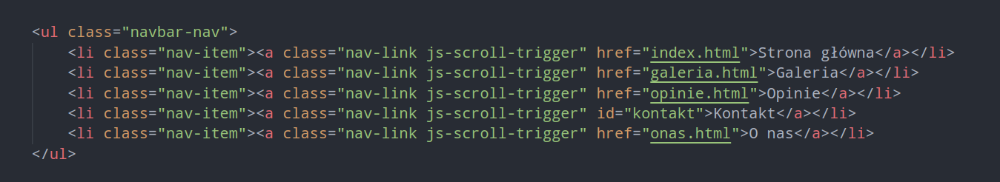 <ul class="navbar-nav">
<li class="nav-item"><a class="nav-link js-scroll-trigger" href="index.html">Strona główna</a></li>
<li class="nav-item"><a class="nav-link js-scroll-trigger" href="galeria.html">Galeria</a></li>
<li class="nav-item"><a class="nav-link js-scroll-trigger" href="opinie.html">Opinie</a></li>
<li class="nav-item"><a class="nav-link js-scroll-trigger" id="kontakt">Kontakt</a></li>
<li class="nav-item"><a class="nav-link js-scroll-trigger" href="onas.html">O nas</a></li>
</ul>